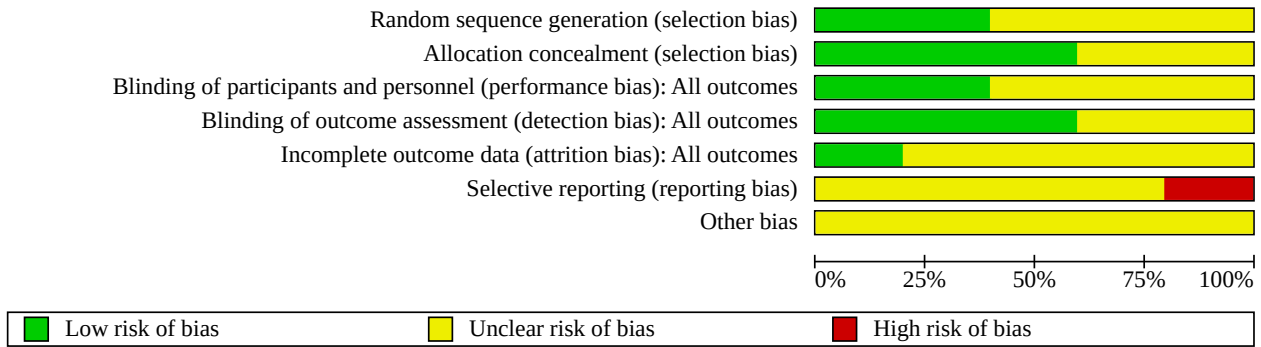 Random sequence generation (selection bias)
Allocation concealment (selection bias)
Blinding of participants and personnel (performance bias): All outcomes
Blinding of outcome assessment (detection bias): All outcomes
Incomplete outcome data (attrition bias): All outcomes
Selective reporting (reporting bias)
Other bias
0% 25% 50% 75% 100%
Low risk of bias Unclear risk of bias High risk of bias